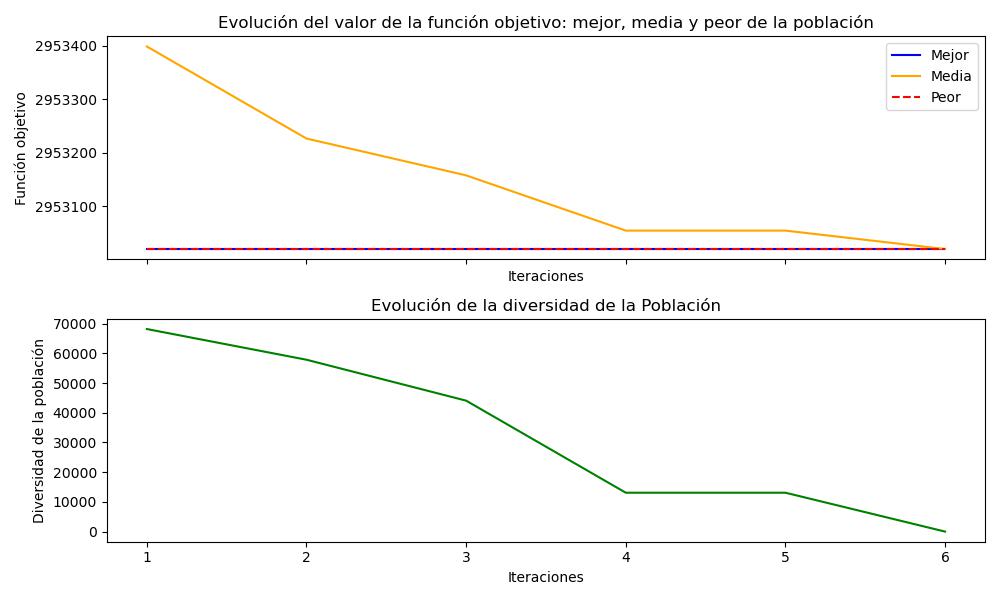 Evolución del valor de la función objetivo: mejor, media y peor de la población
2953400
2953300
2953200
2953100
Función objetivo
Mejor
Media
Peor
Iteraciones
Evolución de la diversidad de la Población
70000
60000
50000
40000
30000
20000
10000
0
Diversidad de la población
1 2 3 4 5 6
Iteraciones